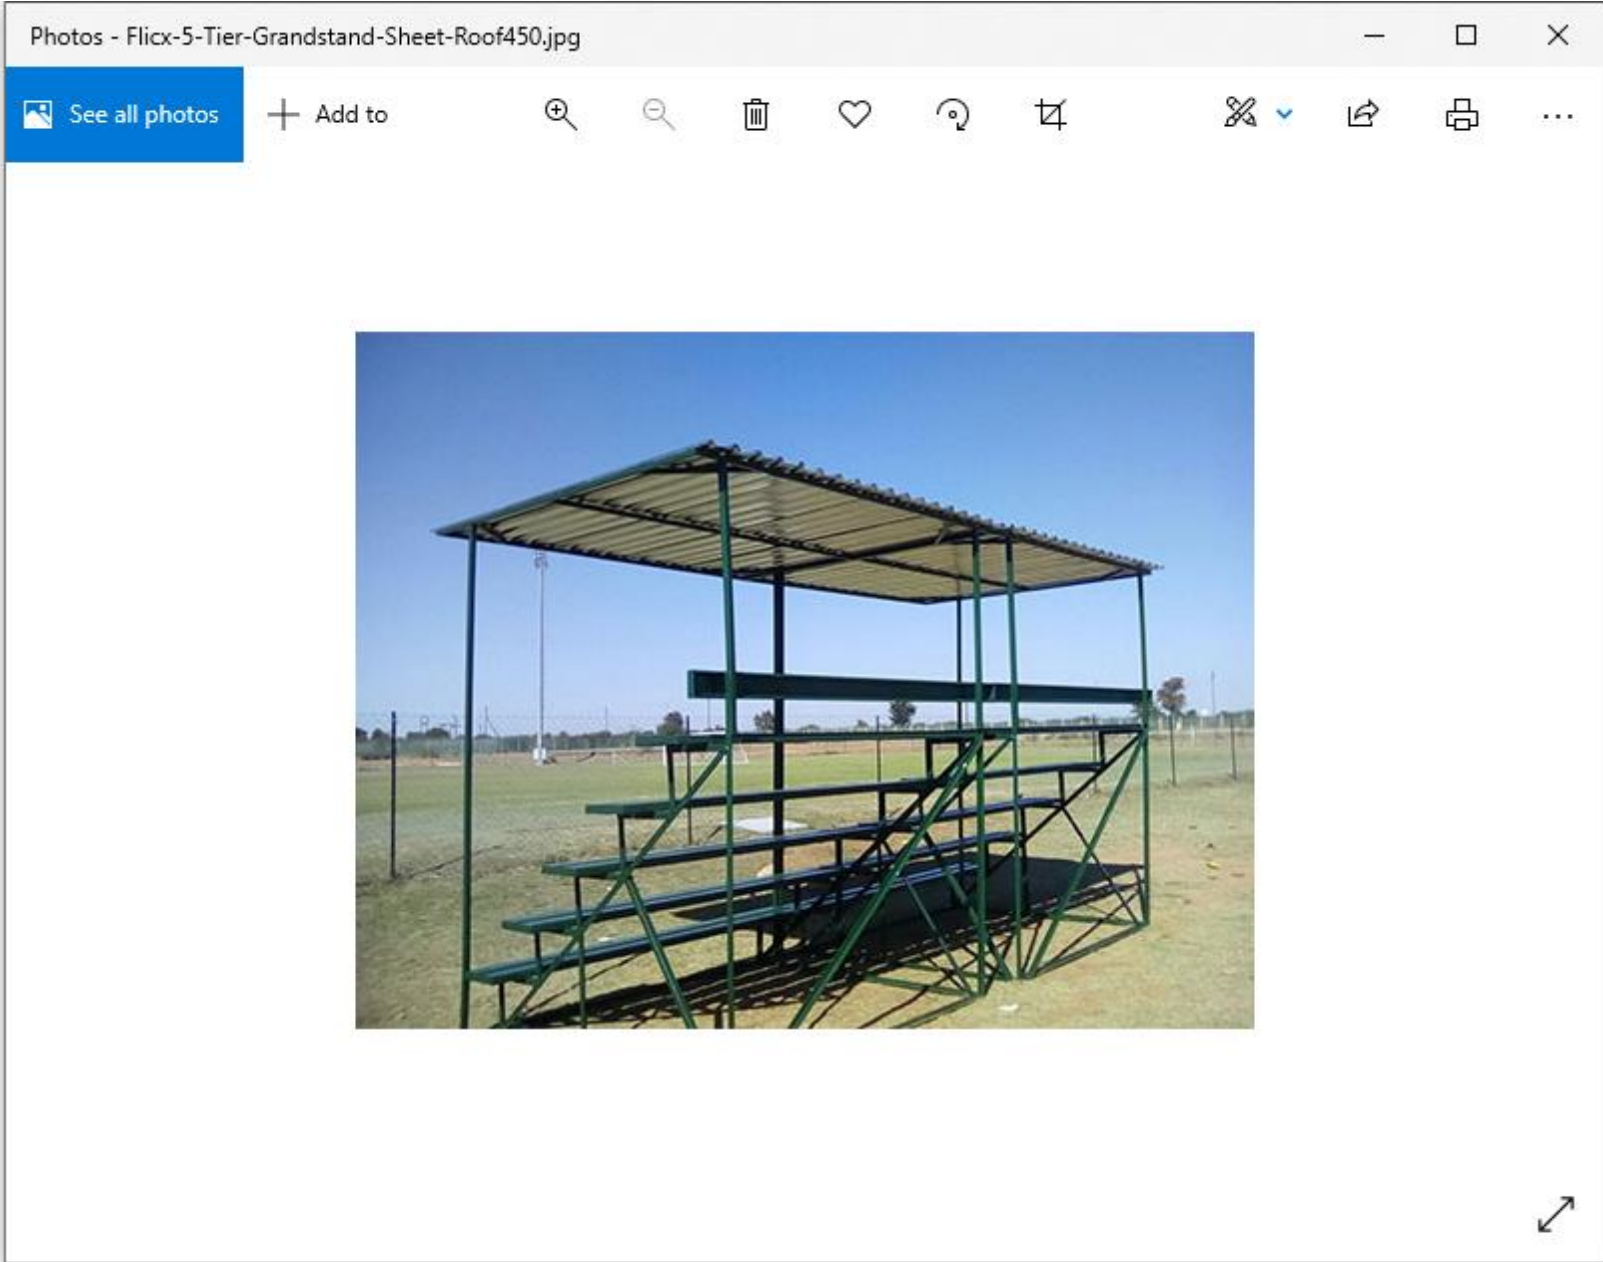 Photos - Flicx-5-Tier-Grandstand-Sheet-Roof450.jpg
See all photos
Add to